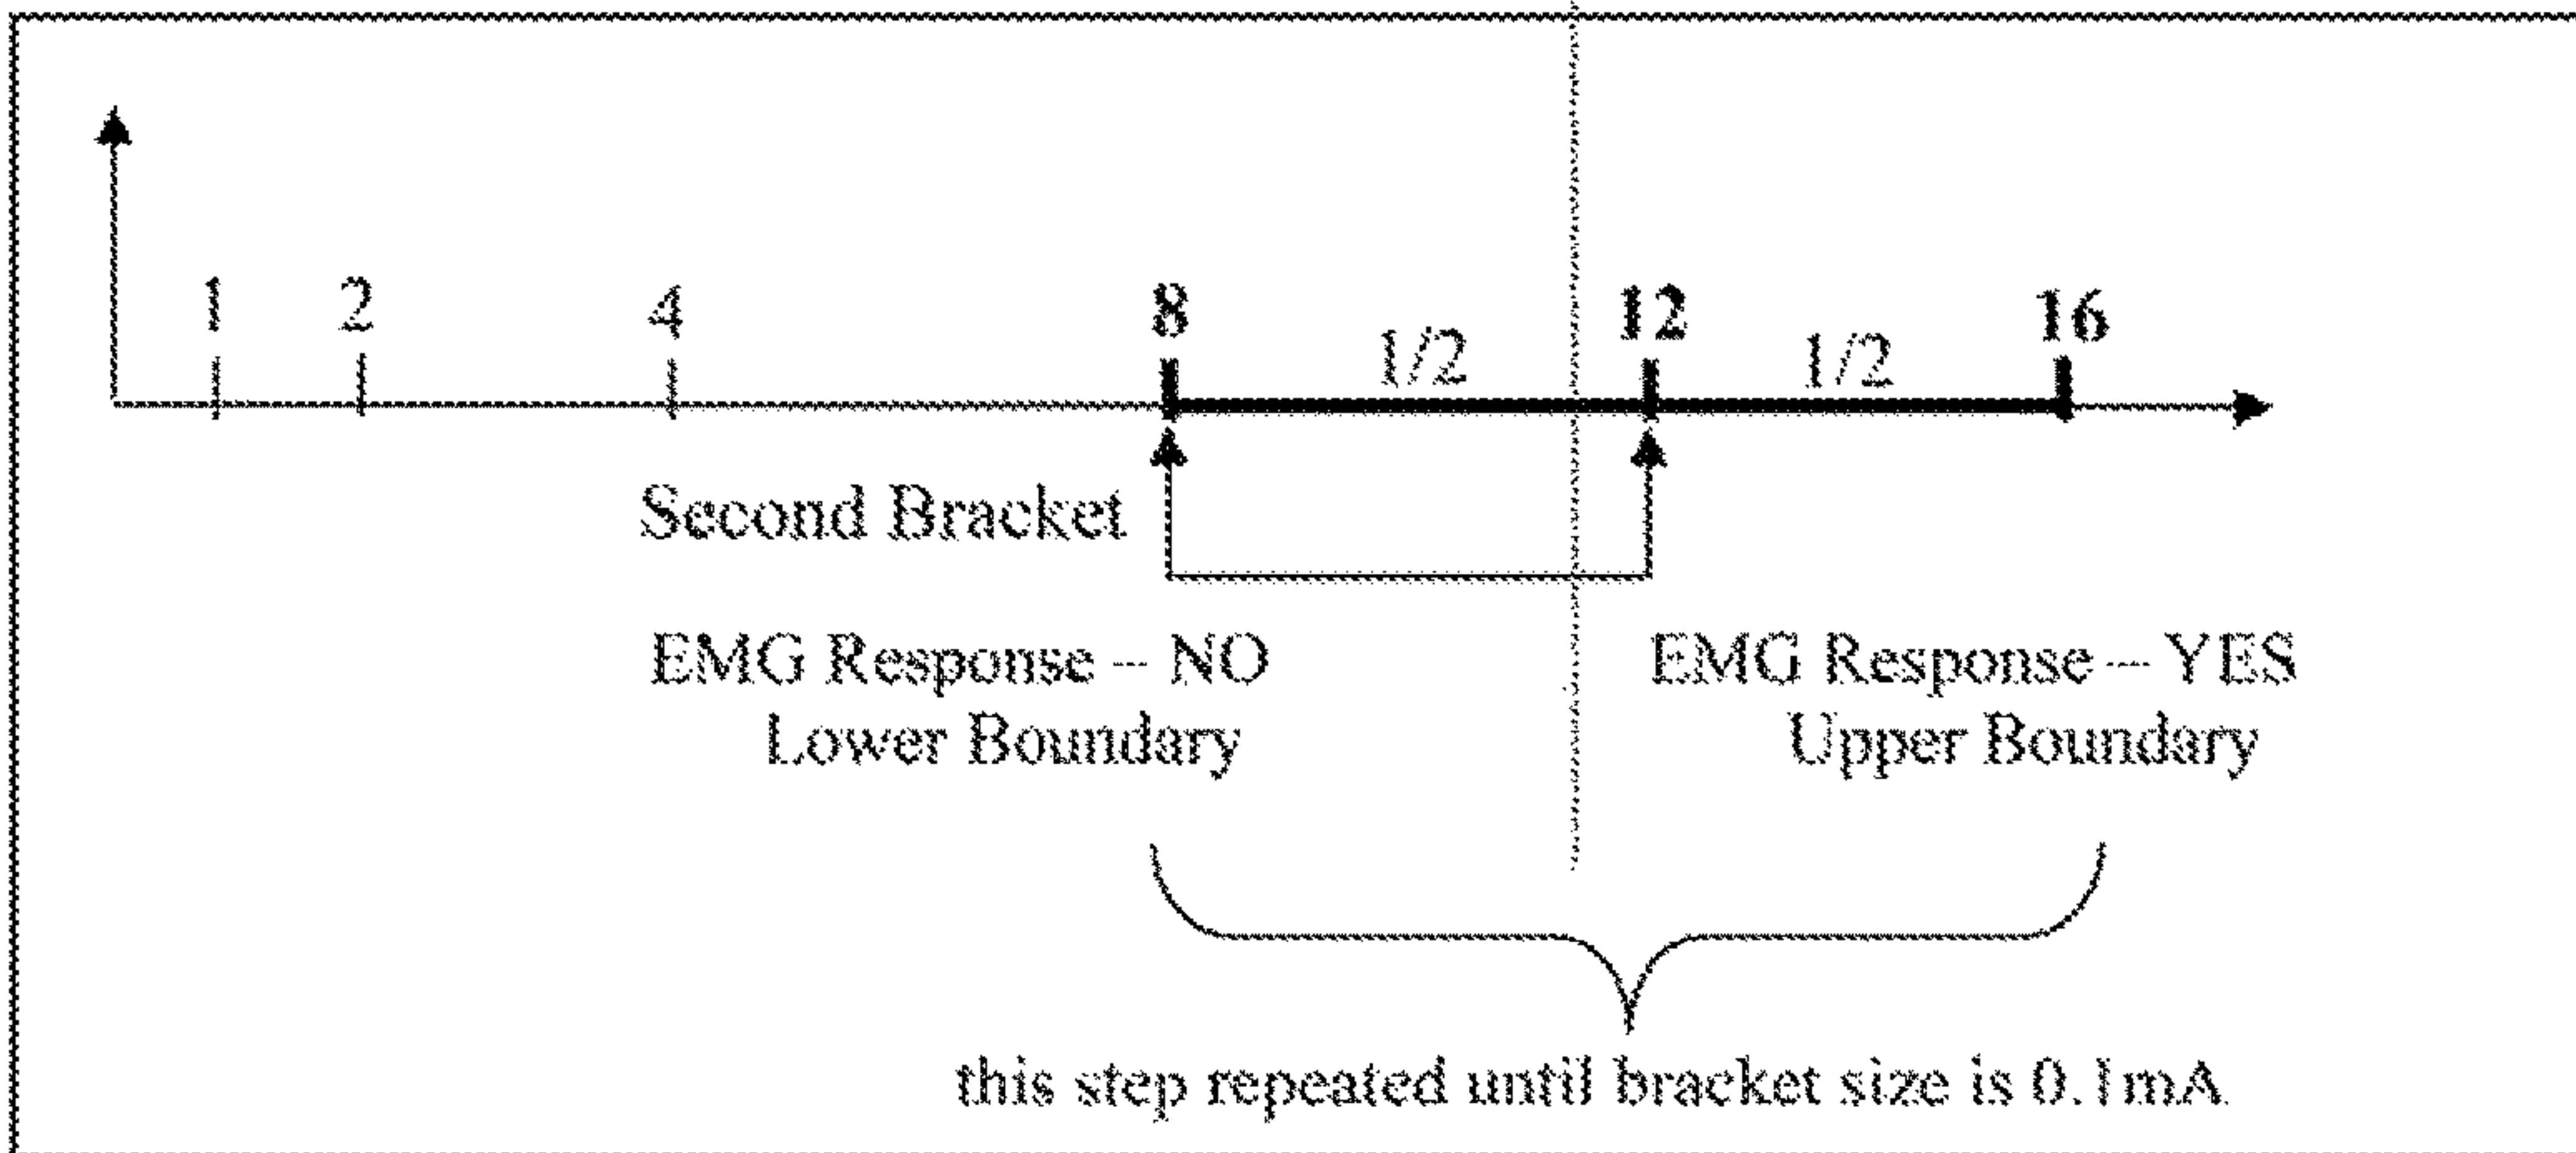 1 2 4 8 12 16
1/2 1/2
Second Bracket
EMG Response -- NO
Lower Boundary
EMG Response -- YES
Upper Boundary
this step repeated until bracket size is 0.1mA